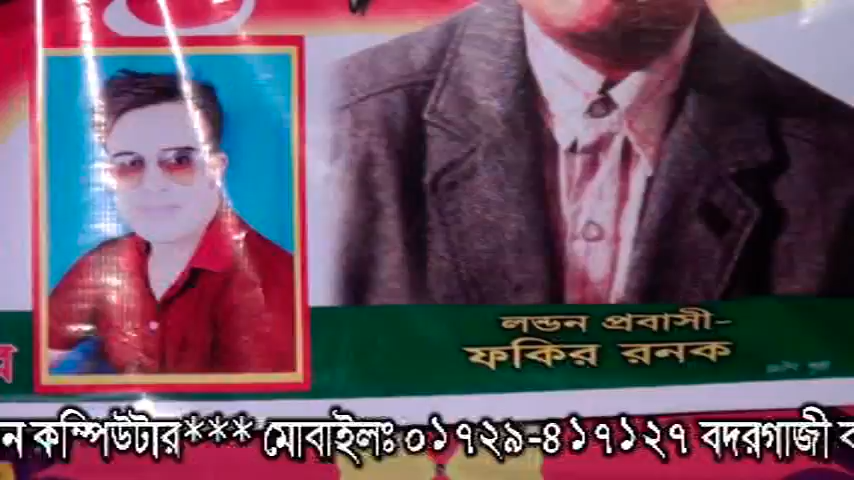 লন্ডন প্রবাসী-
ফকির রনক
ন কম্পিউটার*** মোবাইলঃ ০১৭২৯-৪১৭১২৭ বদরগাজী ব